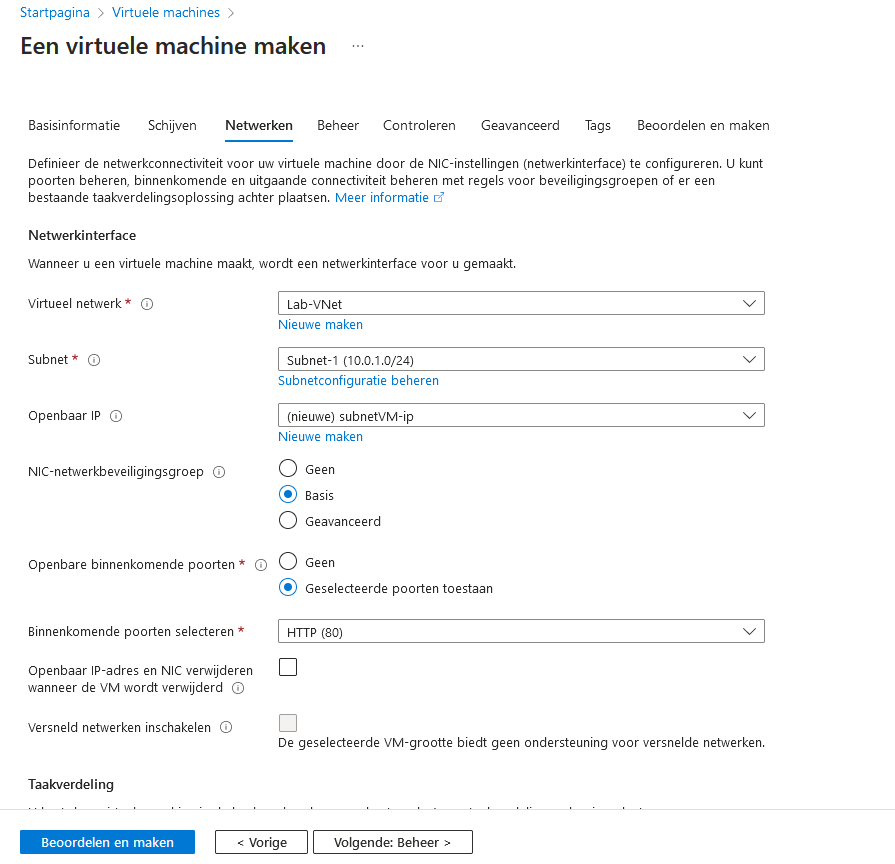 Startpagina > Virtuele machines >
Een virtuele machine maken ...
Basisinformatie Schijven Netwerken Beheer Controleren Geavanceerd Tags Beoordelen en maken
Definieer de netwerkconnectiviteit voor uw virtuele machine door de NIC-instellingen (netwerkinterface) te configureren. U kunt
poorten beheren, binnenkomende en uitgaande connectiviteit beheren met regels voor beveiligingsgroepen of er een
bestaande taakverdelingsoplossing achter plaatsen. Meer informatie
Netwerkinterface
Wanneer u een virtuele machine maakt, wordt een netwerkinterface voor u gemaakt.
Virtueel netwerk * Lab-VNet
Nieuwe maken
Subnet * Subnet-1 (10.0.1.0/24)
Subnetconfiguratie beheren
Openbaar IP (nieuwe) subnetVM-ip
Nieuwe maken
NIC-netwerkbeveiligingsgroep Geen
Basis
Geavanceerd
Openbare binnenkomende poorten * Geen
Geselecteerde poorten toestaan
Binnenkomende poorten selecteren * HTTP (80)
Openbaar IP-adres en NIC verwijderen
wanneer de VM wordt verwijderd
Versneld netwerken inschakelen
De geselecteerde VM-grootte biedt geen ondersteuning voor versnelde netwerken.
Taakverdeling
Beoordelen en maken < Vorige Volgende: Beheer >